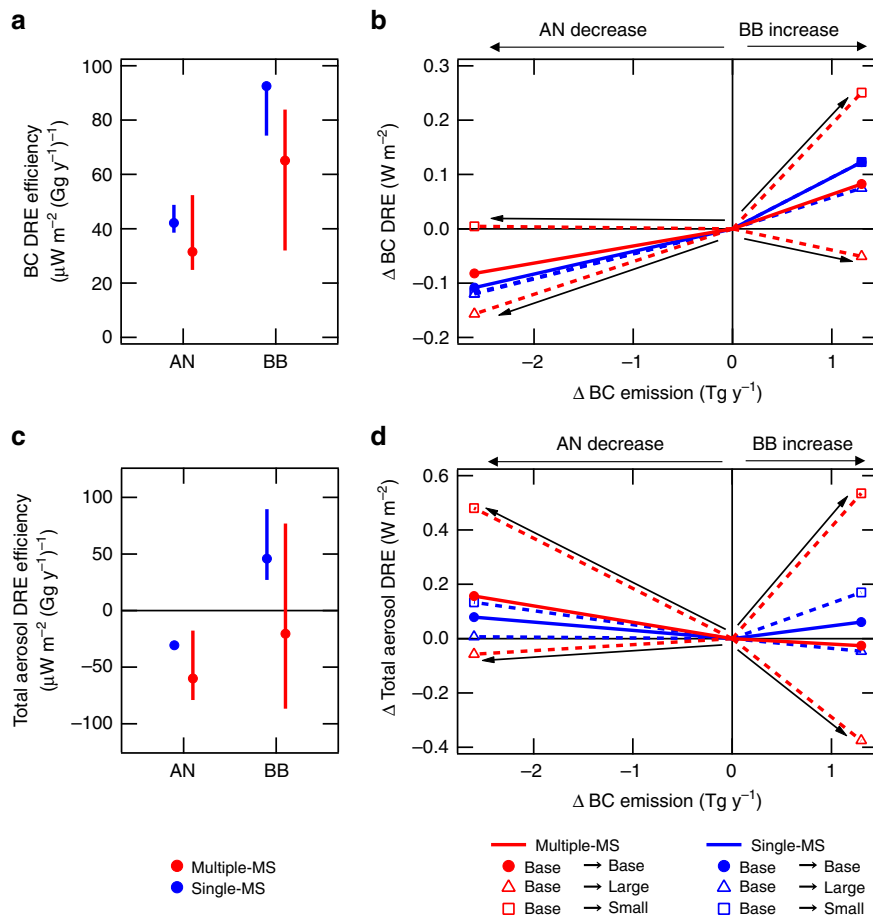 a
BC DRE efficiency
(μW m⁻² (Gg y⁻¹)⁻¹)
100
80
60
40
20
0
AN
BB
b
AN decrease
BB increase
Δ BC DRE (W m⁻²)
0.3
0.2
0.1
0.0
−0.1
−0.2
−2
−1
0
1
Δ BC emission (Tg y⁻¹)
c
Total aerosol DRE efficiency
(μW m⁻² (Gg y⁻¹)⁻¹)
100
50
0
−50
−100
AN
BB
d
AN decrease
BB increase
Δ Total aerosol DRE (W m⁻²)
0.6
0.4
0.2
0.0
−0.2
−0.4
−2
−1
0
1
Δ BC emission (Tg y⁻¹)
Multiple-MS
Single-MS
Multiple-MS
Base → Base
Base → Large
Base → Small
Single-MS
Base → Base
Base → Large
Base → Small